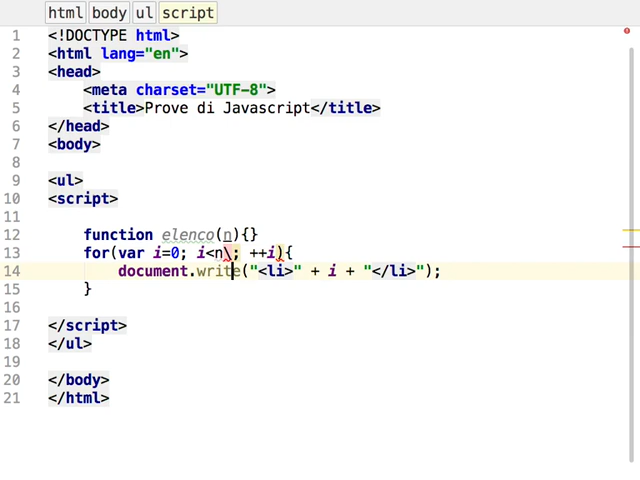 html body ul script
1 <!DOCTYPE html>
2 <html lang="en">
3 <head>
4 <meta charset="UTF-8">
5 <title>Prove di Javascript</title>
6 </head>
7 <body>
8
9 <ul>
10 <script>
11
12 function elenco(n){}
13 for(var i=0; i<n\; ++i){
14 document.write("<li>" + i + "</li>");
15 }
16
17 </script>
18 </ul>
19
20 </body>
21 </html>